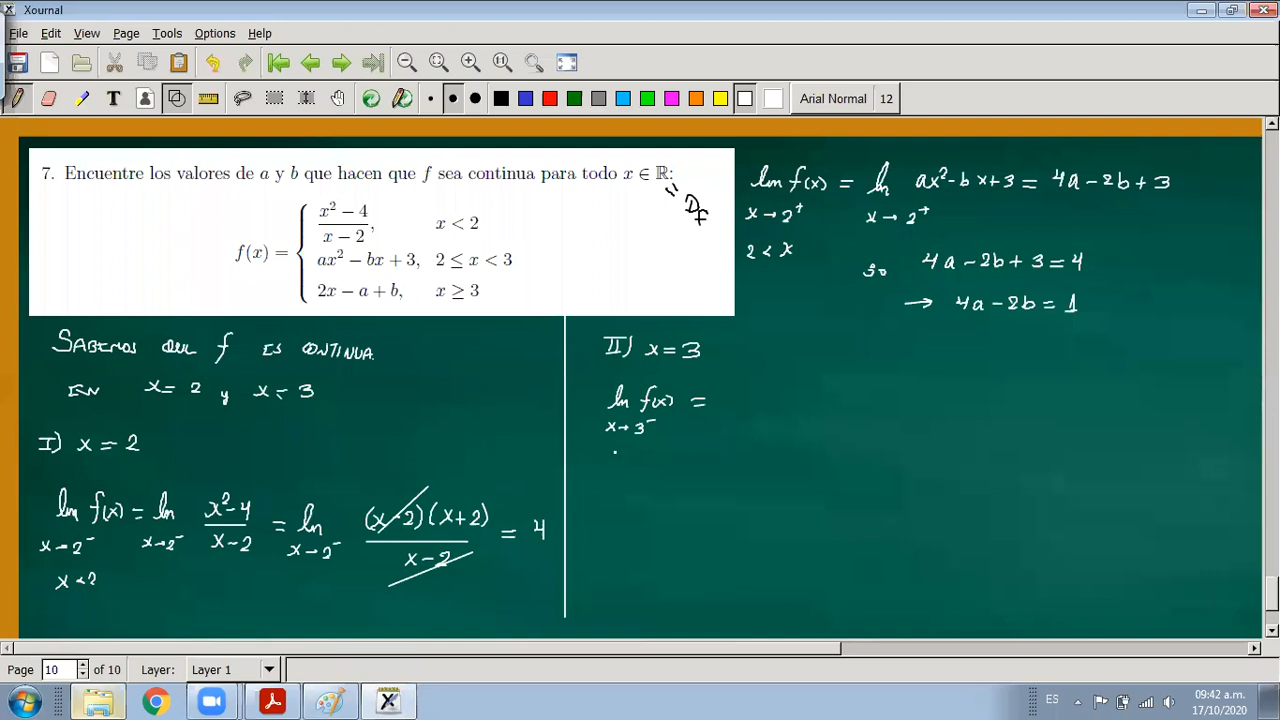 Xournal
File Edit View Page Tools Options Help
Arial Normal 12
7. Encuentre los valores de a y b que hacen que f sea continua para todo x ∈ ℝ:
Df
f(x) = { (x² − 4)/(x − 2), x < 2
ax² − bx + 3, 2 ≤ x < 3
2x − a + b, x ≥ 3
SABEMOS QUE f ES CONTINUA
EN x = 2 y x = 3
I) x = 2
lim f(x) = lim (x²-4)/(x-2) = lim (x-2)(x+2)/(x-2) = 4
x→2⁻ x→2⁻ x→2⁻
x<2
lim f(x) = lim ax²-bx+3 = 4a-2b+3
x→2⁺ x→2⁺
2<x
so 4a-2b+3=4
→ 4a-2b=1
II) x=3
lim f(x) =
x→3⁻
Page 10 of 10 Layer: Layer 1
ES
09:42 a.m.
17/10/2020